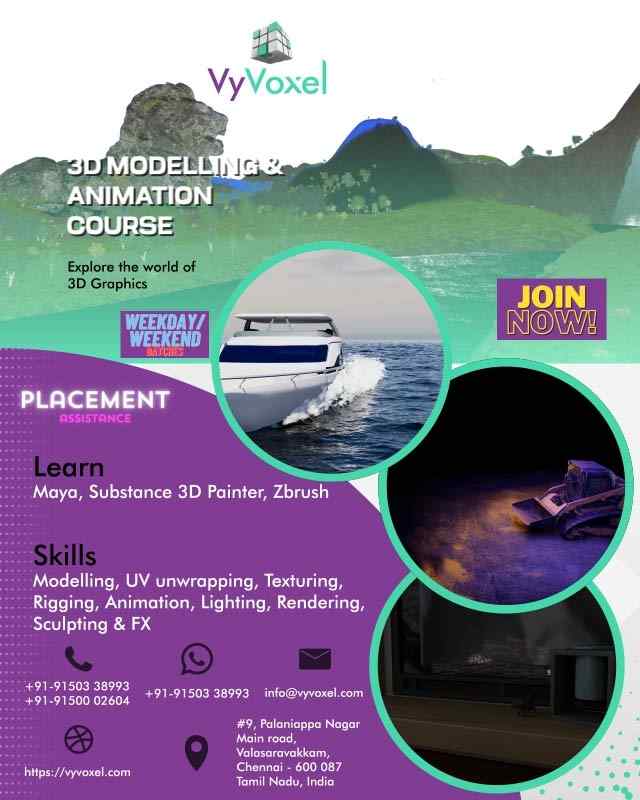 VyVoxel
3D MODELLING &
ANIMATION
COURSE
Explore the world of
3D Graphics
JOIN
NOW!
WEEKDAY/
WEEKEND
BATCHES
PLACEMENT
ASSISTANCE
Learn
Maya, Substance 3D Painter, Zbrush
Skills
Modelling, UV unwrapping, Texturing,
Rigging, Animation, Lighting, Rendering,
Sculpting & FX
+91-91503 38993
+91-91500 02604
+91-91503 38993
info@vyvoxel.com
https://vyvoxel.com
#9, Palaniappa Nagar
Main road,
Valasaravakkam,
Chennai - 600 087
Tamil Nadu, India